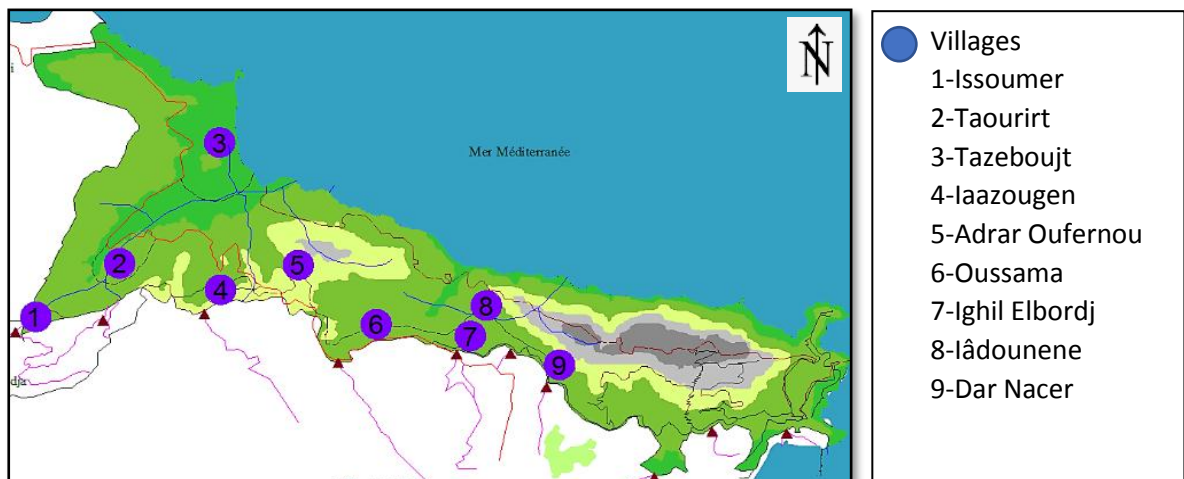 N
Mer Méditerranée
3
2
5
4
1
8
6
7
9
Villages
1-Issoumer
2-Taourirt
3-Tazeboujt
4-Iaazougen
5-Adrar Oufernou
6-Oussama
7-Ighil Elbordj
8-Iâdounene
9-Dar Nacer